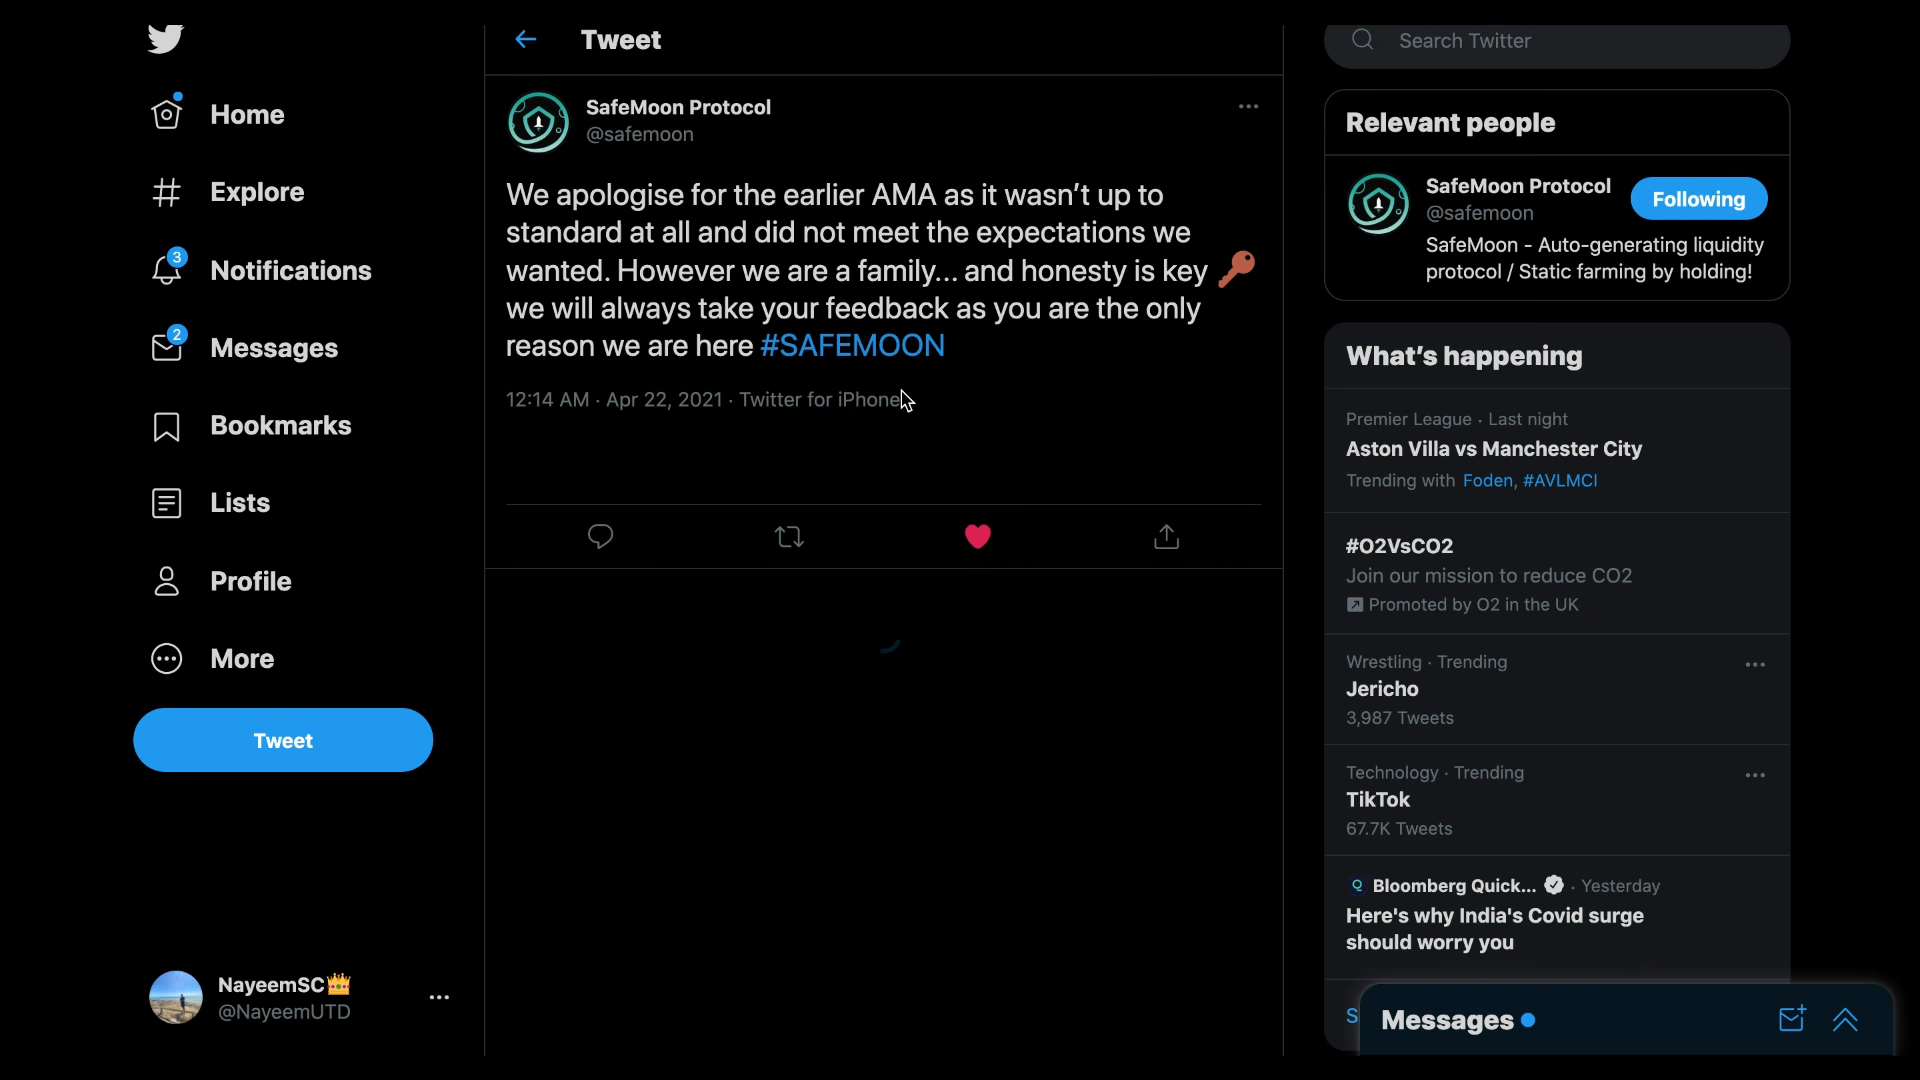 Home
Explore
3
Notifications
2
Messages
Bookmarks
Lists
Profile
More
Tweet
NayeemSC👑
@NayeemUTD
Tweet
SafeMoon Protocol
@safemoon
We apologise for the earlier AMA as it wasn't up to
standard at all and did not meet the expectations we
wanted. However we are a family... and honesty is key 🔑
we will always take your feedback as you are the only
reason we are here #SAFEMOON
12:14 AM · Apr 22, 2021 · Twitter for iPhone
Search Twitter
Relevant people
SafeMoon Protocol
@safemoon
Following
SafeMoon - Auto-generating liquidity
protocol / Static farming by holding!
What's happening
Premier League · Last night
Aston Villa vs Manchester City
Trending with Foden, #AVLMCI
#O2VsCO2
Join our mission to reduce CO2
Promoted by O2 in the UK
Wrestling · Trending
Jericho
3,987 Tweets
Technology · Trending
TikTok
67.7K Tweets
Bloomberg Quick... · Yesterday
Here's why India's Covid surge
should worry you
Messages